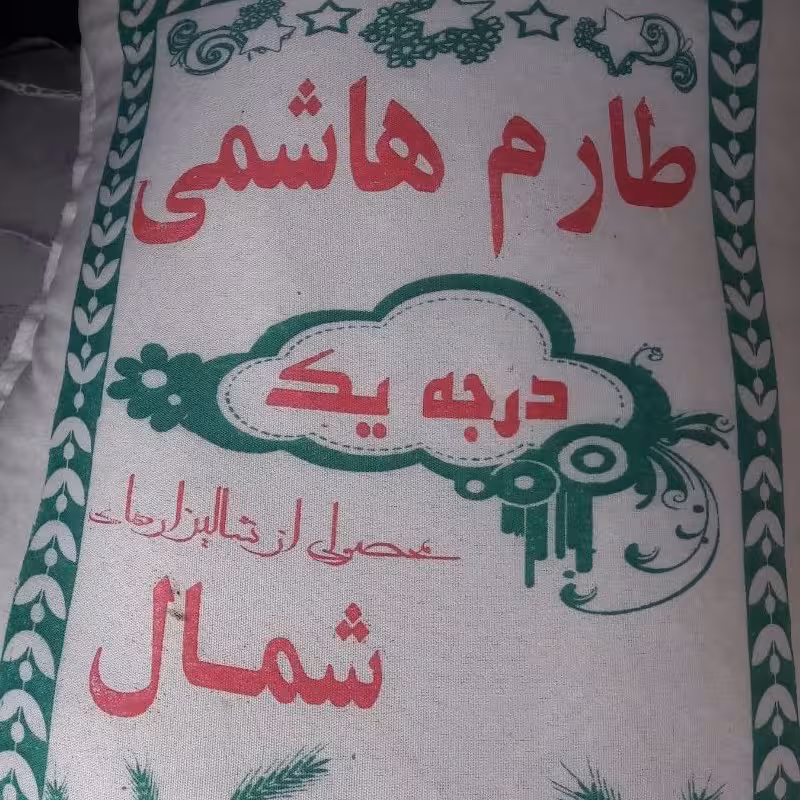 طارم هاشمی
درجه یک
محصولی از شالیزارهای
شمال